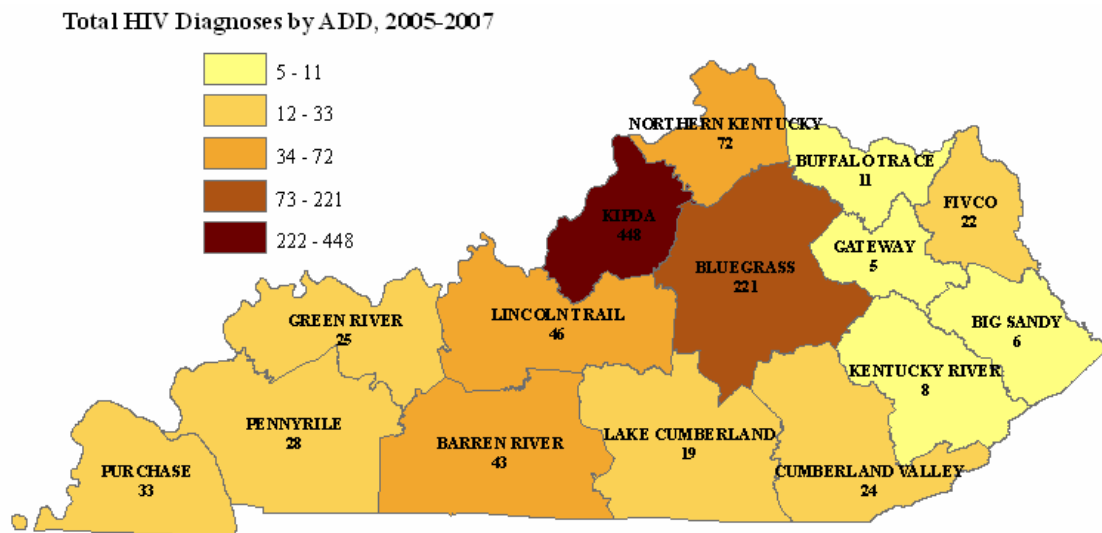 Total HIV Diagnoses by ADD, 2005-2007
5 - 11
12 - 33
34 - 72
73 - 221
222 - 448
NORTHERN KENTUCKY
72
BUFFALO TRACE
11
FIVCO
22
KIPDA
448
GATEWAY
5
BLUEGRASS
221
GREEN RIVER
25
LINCOLN TRAIL
46
BIG SANDY
6
KENTUCKY RIVER
8
PENNYRILE
28
BARREN RIVER
43
LAKE CUMBERLAND
19
PURCHASE
33
CUMBERLAND VALLEY
24